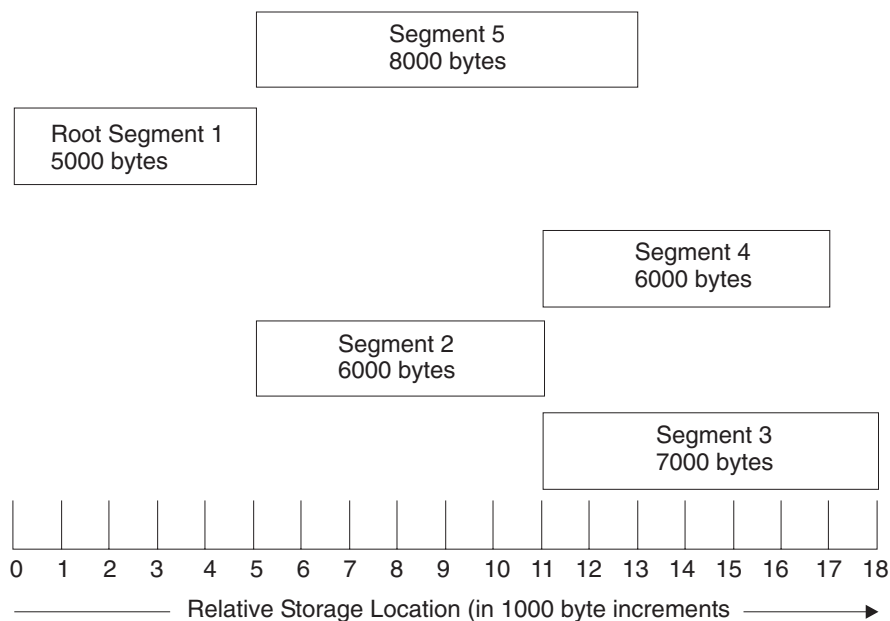 Segment 5
8000 bytes
Root Segment 1
5000 bytes
Segment 4
6000 bytes
Segment 2
6000 bytes
Segment 3
7000 bytes
0 1 2 3 4 5 6 7 8 9 10 11 12 13 14 15 16 17 18
Relative Storage Location (in 1000 byte increments